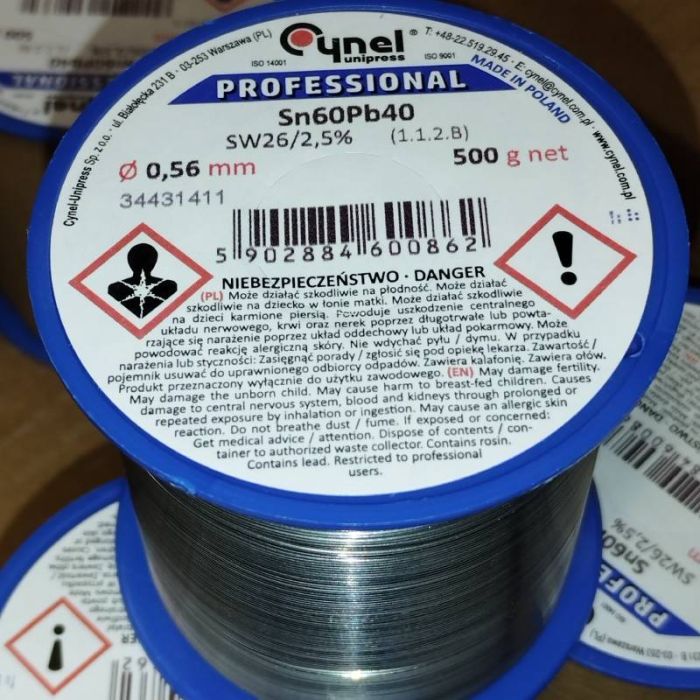 Cynel®
unipress
ISO 14001
ISO 9001
Cynel-Unipress Sp. z o.o. · ul. Białołęcka 231 B · 03-253 Warszawa (PL)
T: +48-22.519.29.45 · E: cynel@cynel.com.pl · www.cynel.com.pl
MADE IN POLAND
PROFESSIONAL
Sn60Pb40
SW26/2,5% (1.1.2.B)
Ø 0,56 mm 500 g net
34431411
5 902884 600862
NIEBEZPIECZEŃSTWO · DANGER
(PL) Może działać szkodliwie na płodność. Może działać
szkodliwie na dziecko w łonie matki. Może działać szkodliwie
na dzieci karmione piersią. Powoduje uszkodzenie centralnego
układu nerwowego, krwi oraz nerek poprzez długotrwałe lub powta-
rzające się narażenie poprzez układ oddechowy lub układ pokarmowy. Może
powodować reakcję alergiczną skóry. Nie wdychać pyłu / dymu. W przypadku
narażenia lub styczności: Zasięgnąć porady / zgłosić się pod opiekę lekarza. Zawartość /
pojemnik usuwać do uprawnionego odbiorcy odpadów. Zawiera kalafonię. Zawiera ołów.
Produkt przeznaczony wyłącznie do użytku zawodowego. (EN) May damage fertility.
May damage the unborn child. May cause harm to breast-fed children. Causes
damage to central nervous system, blood and kidneys through prolonged or
repeated exposure by inhalation or ingestion. May cause an allergic skin
reaction. Do not breathe dust / fume. If exposed or concerned:
Get medical advice / attention. Dispose of contents / con-
tainer to authorized waste collector. Contains rosin.
Contains lead. Restricted to professional
users.
Sn60
SW26/2,5%
PROFESSIONAL